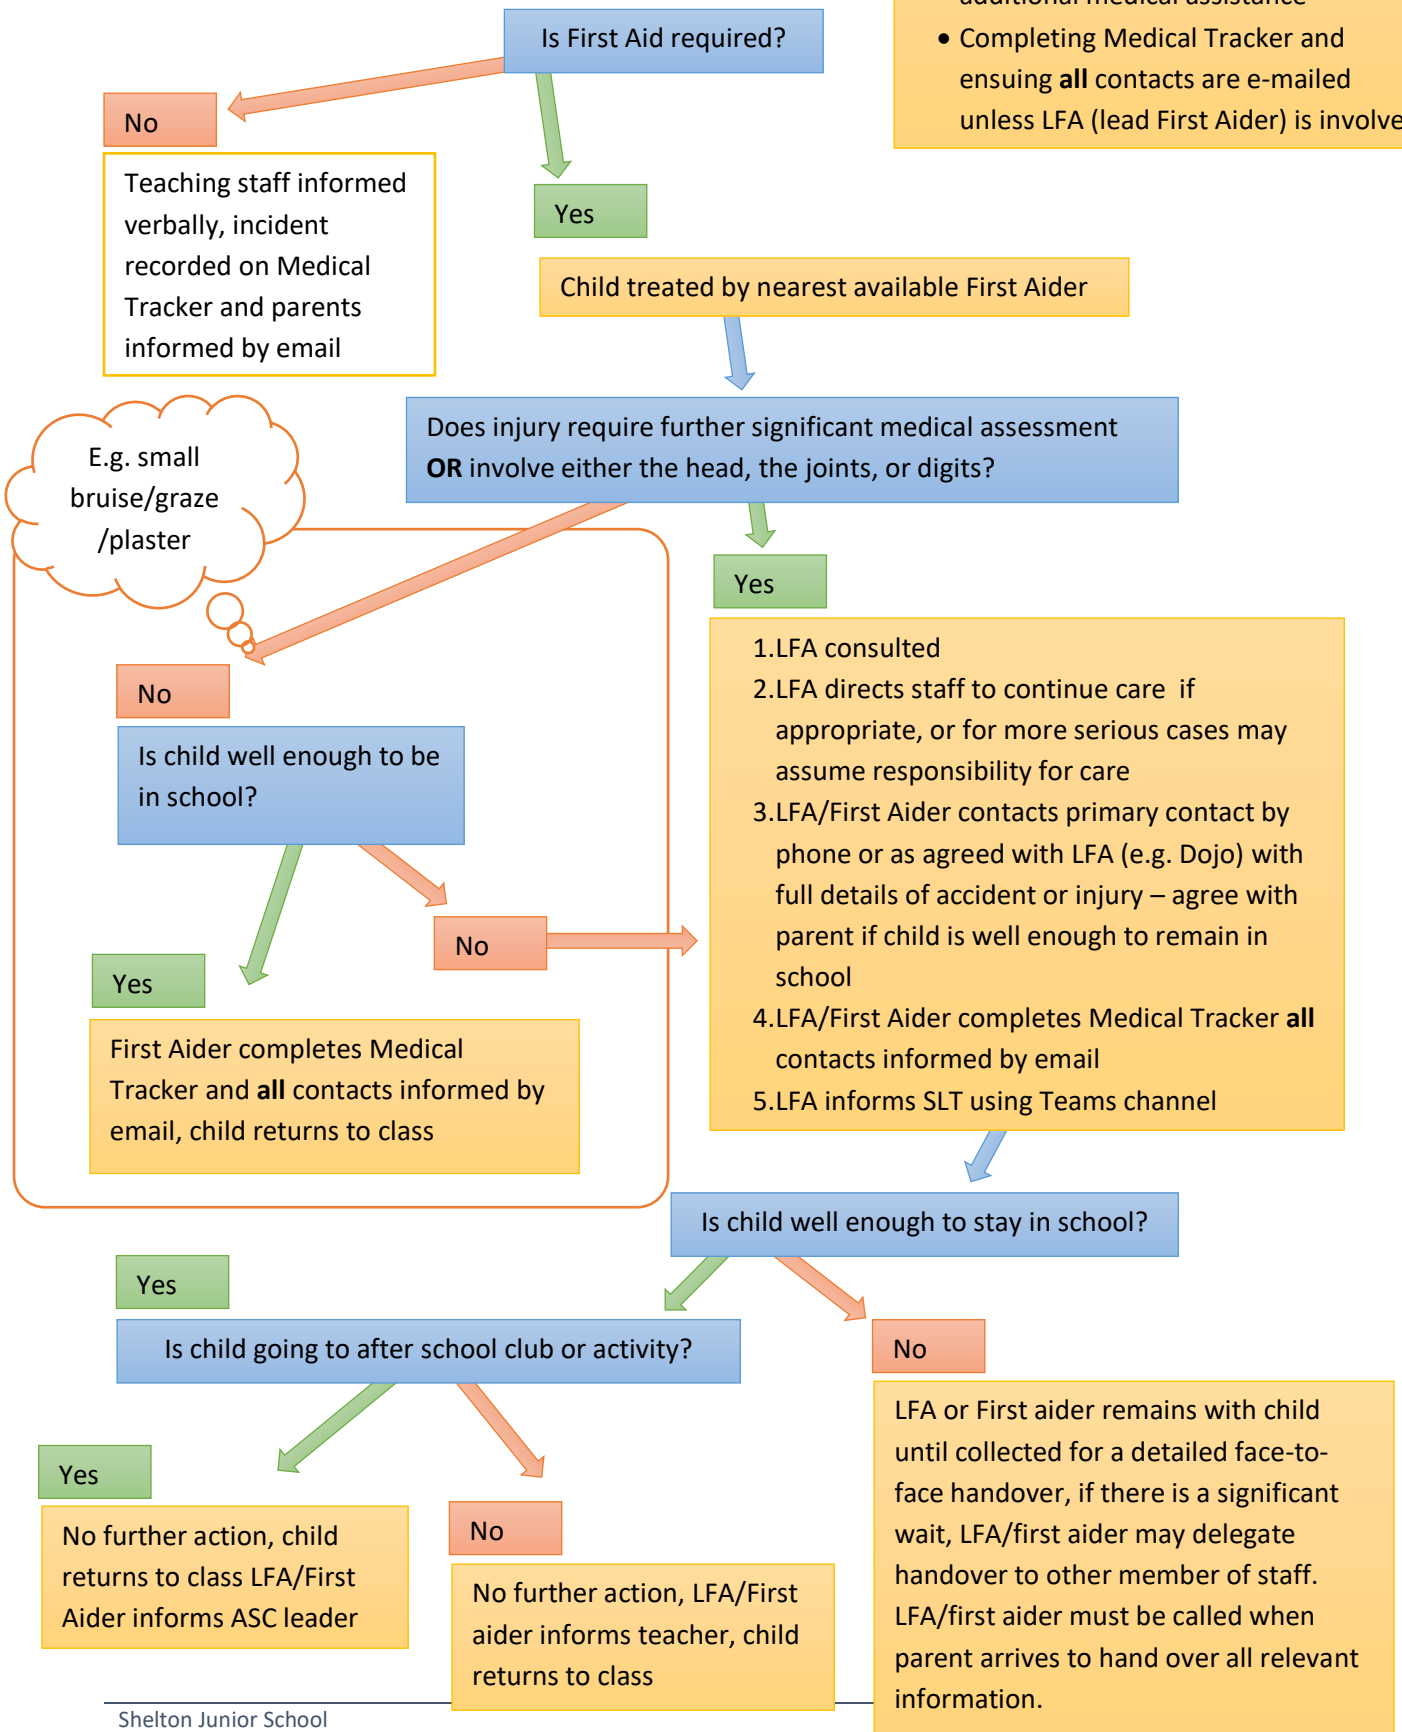 additional medical assistance
• Completing Medical Tracker and
ensuing all contacts are e-mailed
unless LFA (lead First Aider) is involve
Is First Aid required?
No
Teaching staff informed
verbally, incident
recorded on Medical
Tracker and parents
informed by email
Yes
Child treated by nearest available First Aider
Does injury require further significant medical assessment
OR involve either the head, the joints, or digits?
E.g. small
bruise/graze
/plaster
No
Is child well enough to be
in school?
Yes
First Aider completes Medical
Tracker and all contacts informed by
email, child returns to class
No
Yes
1.LFA consulted
2.LFA directs staff to continue care if
appropriate, or for more serious cases may
assume responsibility for care
3.LFA/First Aider contacts primary contact by
phone or as agreed with LFA (e.g. Dojo) with
full details of accident or injury – agree with
parent if child is well enough to remain in
school
4.LFA/First Aider completes Medical Tracker all
contacts informed by email
5.LFA informs SLT using Teams channel
Is child well enough to stay in school?
Yes
Is child going to after school club or activity?
Yes
No further action, child
returns to class LFA/First
Aider informs ASC leader
No
No further action, LFA/First
aider informs teacher, child
returns to class
No
LFA or First aider remains with child
until collected for a detailed face-to-
face handover, if there is a significant
wait, LFA/first aider may delegate
handover to other member of staff.
LFA/first aider must be called when
parent arrives to hand over all relevant
information.
Shelton Junior School